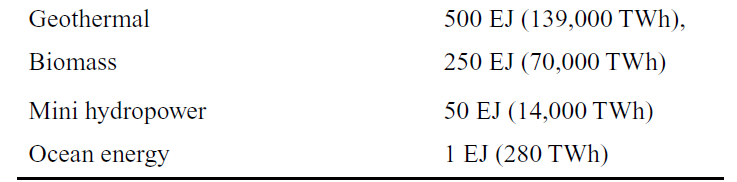 Geothermal 500 EJ (139,000 TWh),
Biomass 250 EJ (70,000 TWh)
Mini hydropower 50 EJ (14,000 TWh)
Ocean energy 1 EJ (280 TWh)